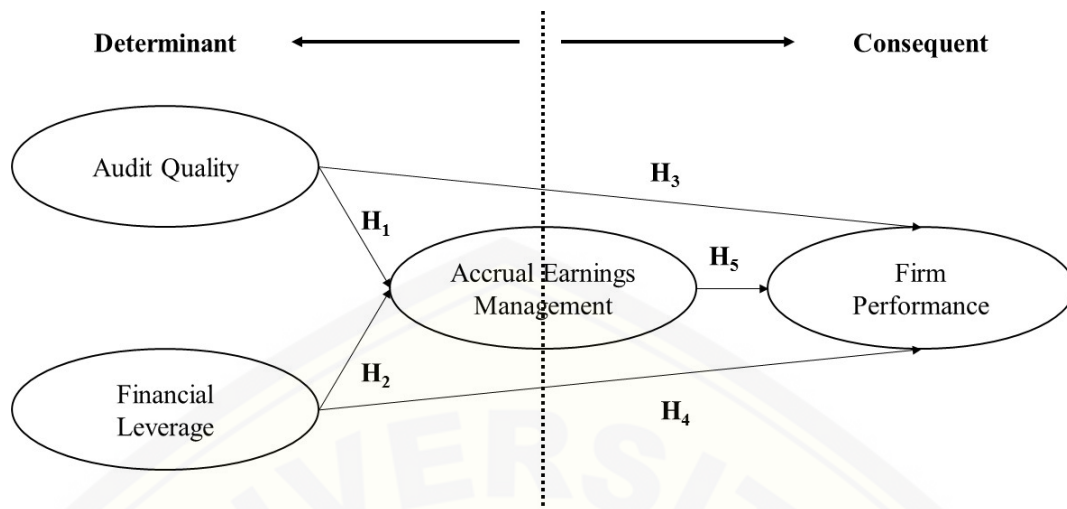 Determinant
Consequent
Audit Quality
H₃
H₁
Accrual Earnings
Management
H₅
Firm
Performance
H₂
Financial
Leverage
H₄